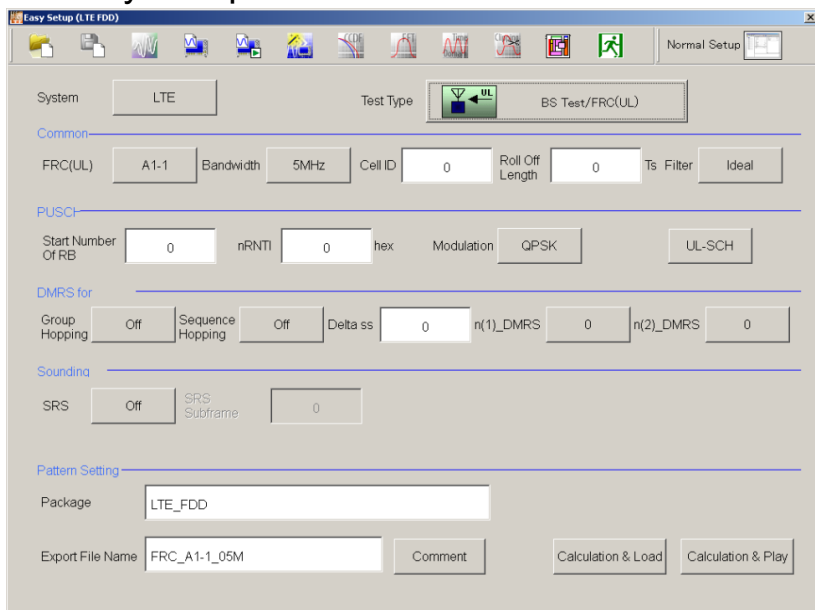 Easy Setup (LTE FDD)
x
CCDF
FFT
Time Domain
Normal Setup
System
LTE
Test Type
UL
BS Test/FRC(UL)
Common
FRC(UL)
A1-1
Bandwidth
5MHz
Cell ID
0
Roll Off
Length
0
Ts
Filter
Ideal
PUSCH
Start Number
Of RB
0
nRNTI
0
hex
Modulation
QPSK
UL-SCH
DMRS for
Group
Hopping
Off
Sequence
Hopping
Off
Delta ss
0
n(1)_DMRS
0
n(2)_DMRS
0
Sounding
SRS
Off
SRS
Subframe
0
Pattern Setting
Package
LTE_FDD
Export File Name
FRC_A1-1_05M
Comment
Calculation & Load
Calculation & Play